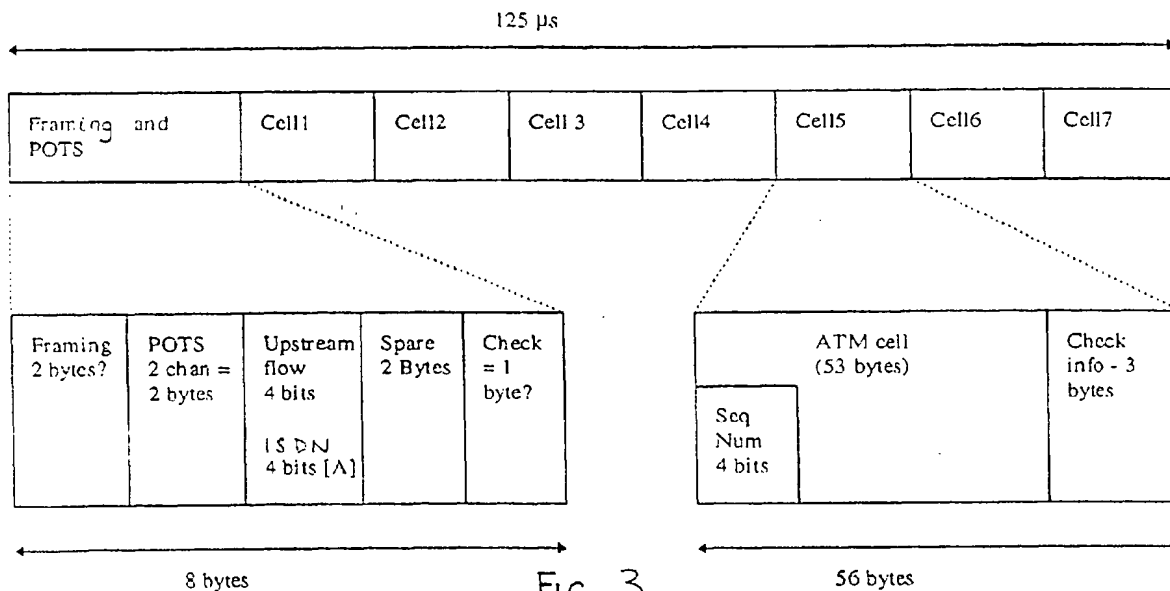 125 µs
Framing and
POTS
Cell1
Cell2
Cell 3
Cell4
Cell5
Cell6
Cell7
Framing
2 bytes?
POTS
2 chan =
2 bytes
Upstream
flow
4 bits
ISDN
4 bits [A]
Spare
2 Bytes
Check
= 1
byte?
ATM cell
(53 bytes)
Seq
Num
4 bits
Check
info - 3
bytes
8 bytes
FIG. 3
56 bytes